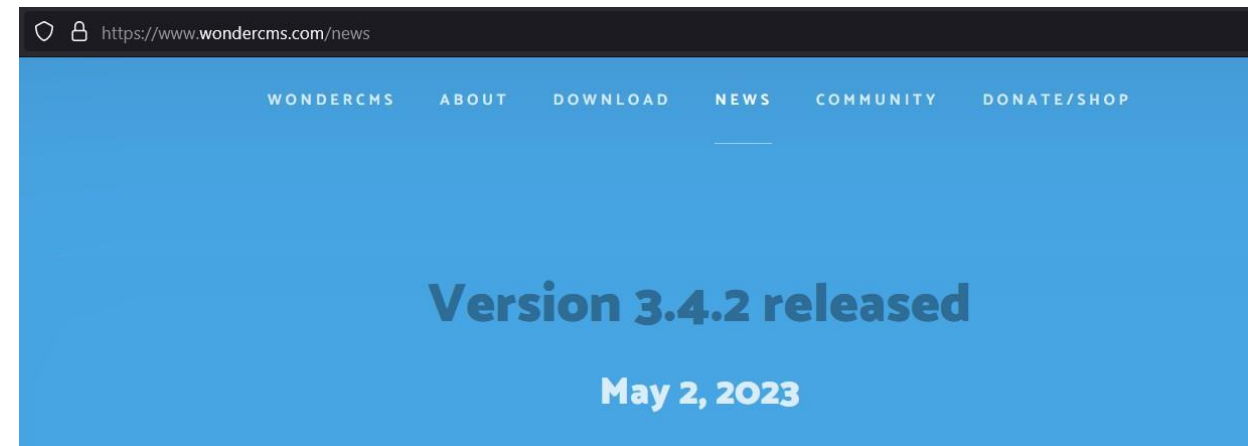 https://www.wondercms.com/news
WONDERCMS ABOUT DOWNLOAD NEWS COMMUNITY DONATE/SHOP
Version 3.4.2 released
May 2, 2023